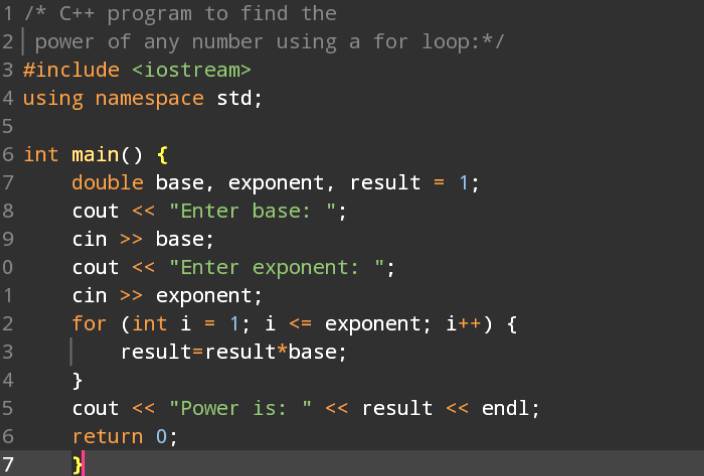 1 /* C++ program to find the
2 power of any number using a for loop:*/
3 #include <iostream>
4 using namespace std;
5
6 int main() {
7     double base, exponent, result = 1;
8     cout << "Enter base: ";
9     cin >> base;
0     cout << "Enter exponent: ";
1     cin >> exponent;
2     for (int i = 1; i <= exponent; i++) {
3         result=result*base;
4     }
5     cout << "Power is: " << result << endl;
6     return 0;
7     }